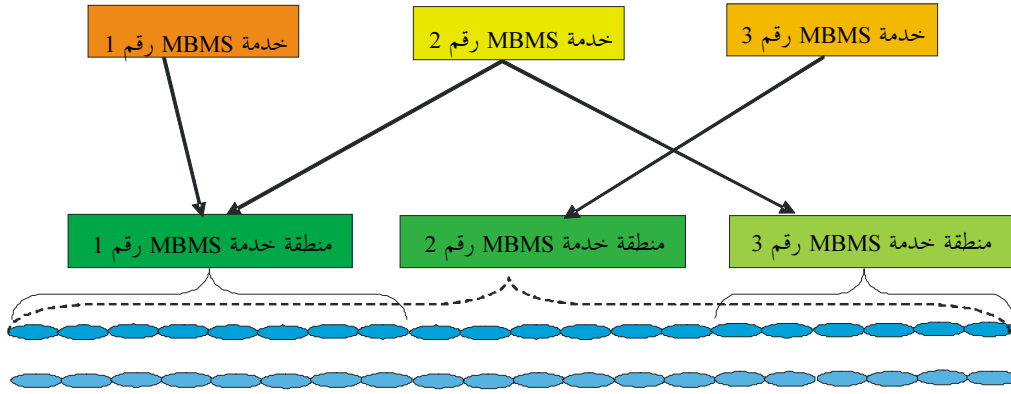 خدمة MBMS رقم 1
خدمة MBMS رقم 2
خدمة MBMS رقم 3
منطقة خدمة MBMS رقم 1
منطقة خدمة MBMS رقم 2
منطقة خدمة MBMS رقم 3